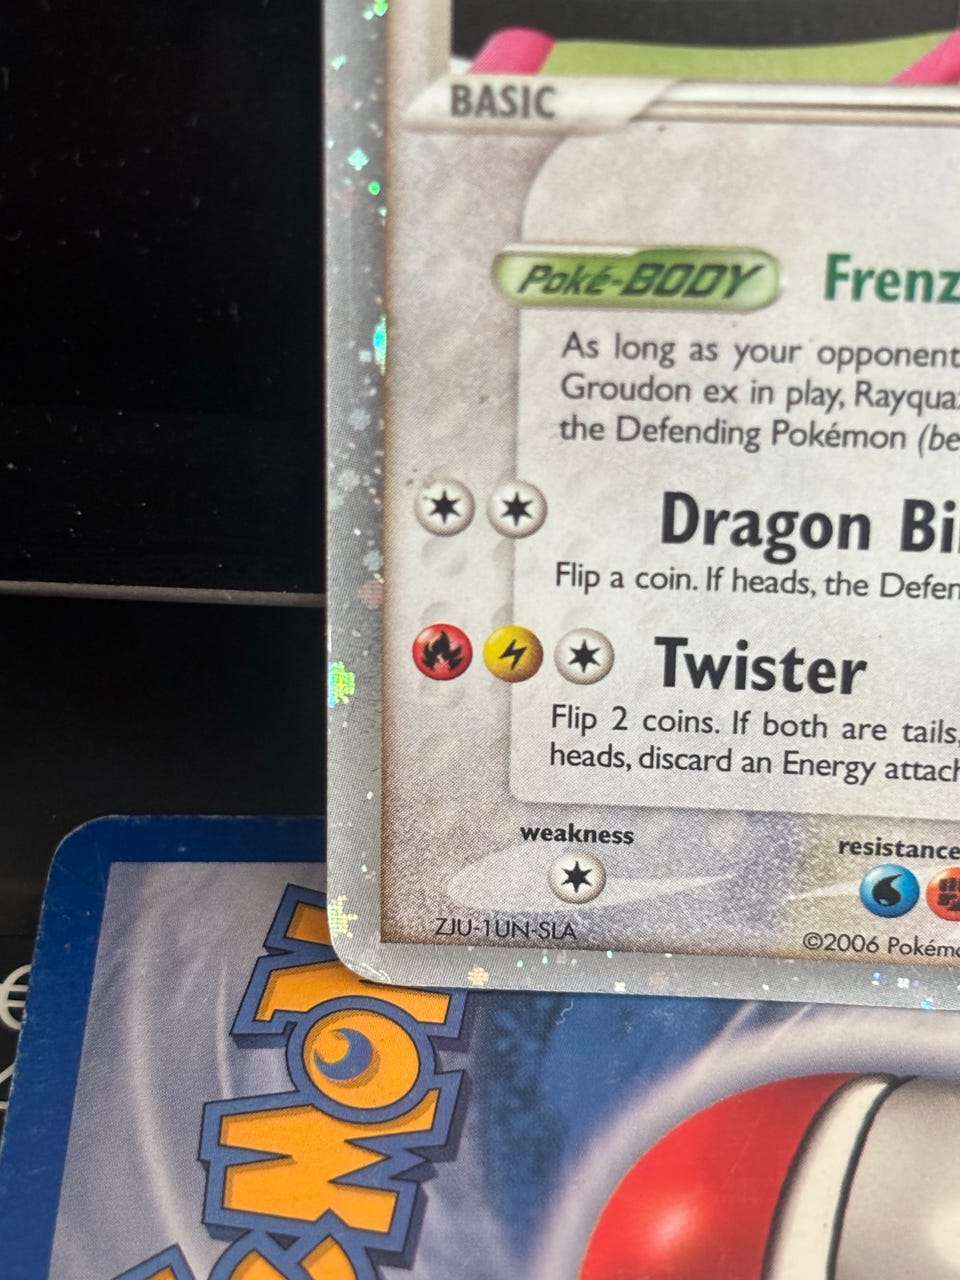 BASIC
Poké-BODY Frenz
As long as your opponent
Groudon ex in play, Rayqua
the Defending Pokémon (be
Dragon Bi
Flip a coin. If heads, the Defen
Twister
Flip 2 coins. If both are tails,
heads, discard an Energy attach
weakness
resistance
ZJU-1UN-SLA
©2006 Pokémo